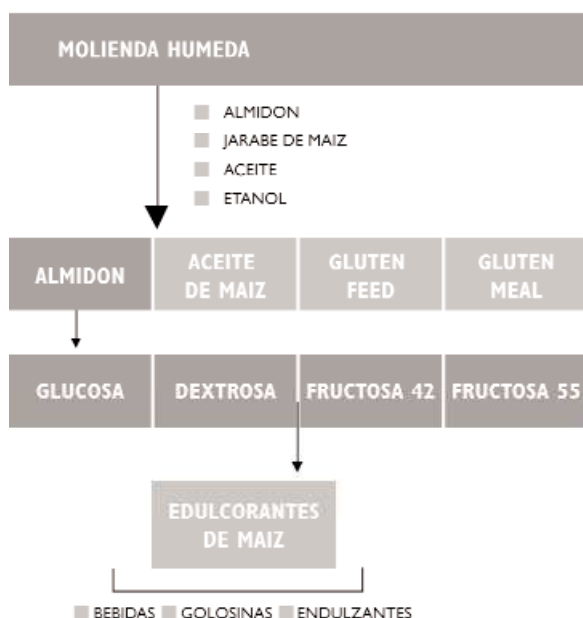 MOLIENDA HUMEDA
ALMIDON
JARABE DE MAIZ
ACEITE
ETANOL
ALMIDON
ACEITE
DE MAIZ
GLUTEN
FEED
GLUTEN
MEAL
GLUCOSA
DEXTROSA
FRUCTOSA 42
FRUCTOSA 55
EDULCORANTES
DE MAIZ
BEBIDAS GOLOSINAS ENDULZANTES